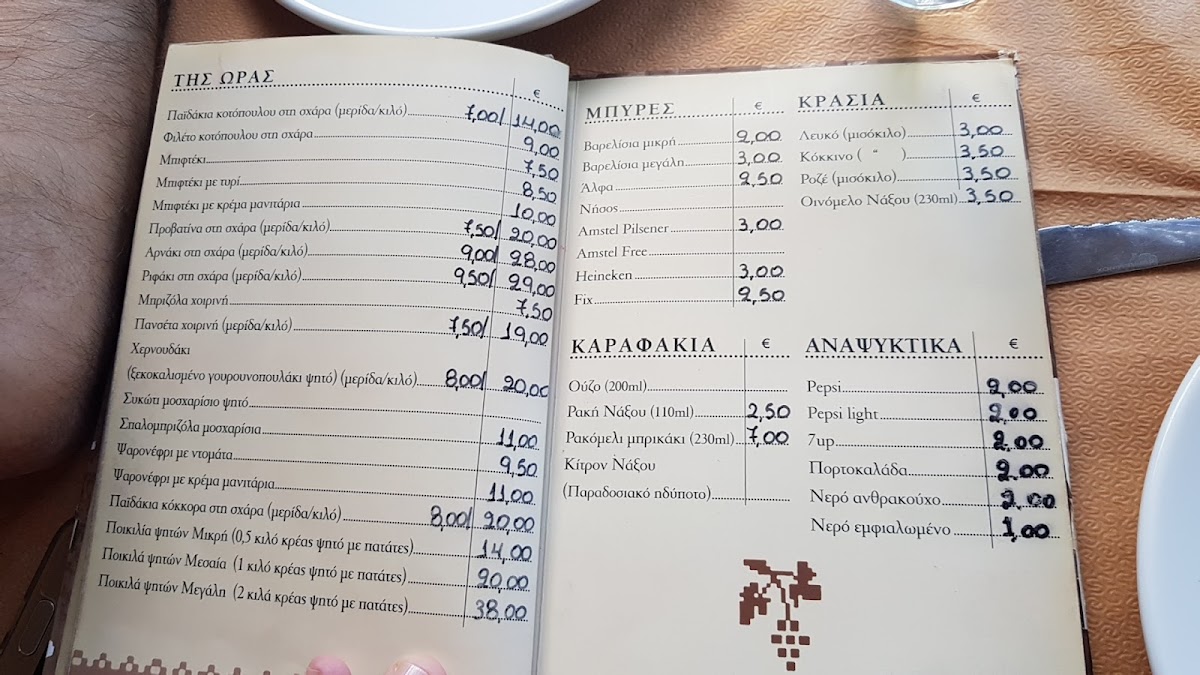 ΤΗΣ ΩΡΑΣ €
Παϊδάκια κοτόπουλου στη σχάρα (μερίδα/κιλό) 7,00/ 14,00
Φιλέτο κοτόπουλου στη σχάρα 9,00
Μπιφτέκι 7,50
Μπιφτέκι με τυρί 8,50
Μπιφτέκι με κρέμα μανιτάρια 10,00
Προβατίνα στη σχάρα (μερίδα/κιλό) 7,50/ 20,00
Αρνάκι στη σχάρα (μερίδα/κιλό) 9,00/ 28,00
Ριφάκι στη σχάρα (μερίδα/κιλό) 9,50/ 29,00
Μπριζόλα χοιρινή 7,50
Πανσέτα χοιρινή (μερίδα/κιλό) 7,50/ 19,00
Χερνουδάκι
(ξεκοκαλισμένο γουρουνοπουλάκι ψητό) (μερίδα/κιλό) 8,00/ 20,00
Συκώτι μοσχαρίσιο ψητό
Σπαλομπριζόλα μοσχαρίσια 11,00
Ψαρονέφρι με ντομάτα 9,50
Ψαρονέφρι με κρέμα μανιτάρια 11,00
Παϊδάκια κόκκορα στη σχάρα (μερίδα/κιλό) 8,00/ 20,00
Ποικιλία ψητών Μικρή (0,5 κιλό κρέας ψητό με πατάτες) 14,00
Ποικιλά ψητών Μεσαία (1 κιλό κρέας ψητό με πατάτες) 20,00
Ποικιλά ψητών Μεγάλη (2 κιλά κρέας ψητό με πατάτες) 38,00
ΜΠΥΡΕΣ €
Βαρελίσια μικρή 2,00
Βαρελίσια μεγάλη 3,00
Άλφα 2,50
Νήσος
Amstel Pilsener 3,00
Amstel Free
Heineken 3,00
Fix 2,50
ΚΡΑΣΙΑ €
Λευκό (μισόκιλο) 3,00
Κόκκινο ( " ) 3,50
Ροζέ (μισόκιλο) 3,50
Οινόμελο Νάξου (230ml) 3,50
ΚΑΡΑΦΑΚΙΑ €
Ούζο (200ml)
Ρακή Νάξου (110ml) 2,50
Ρακόμελι μπρικάκι (230ml) 7,00
Κίτρον Νάξου
(Παραδοσιακό ηδύποτο)
ΑΝΑΨΥΚΤΙΚΑ €
Pepsi 2,00
Pepsi light 2,00
7up 2,00
Πορτοκαλάδα 2,00
Νερό ανθρακούχο 2,00
Νερό εμφιαλωμένο 1,00